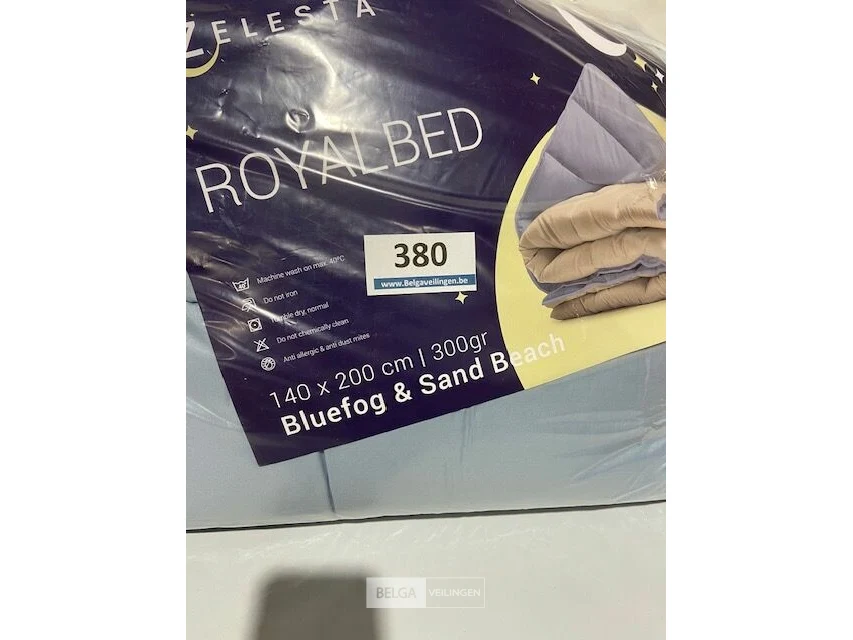 ZELESTA
ROYALBED
380
www.Belgaveilingen.be
40
Machine wash on max. 40ºC
Do not iron
Tumble dry, normal
Do not chemically clean
Anti allergic & anti dust mites
140 x 200 cm | 300gr
Bluefog & Sand Beach
BELGA VEILINGEN